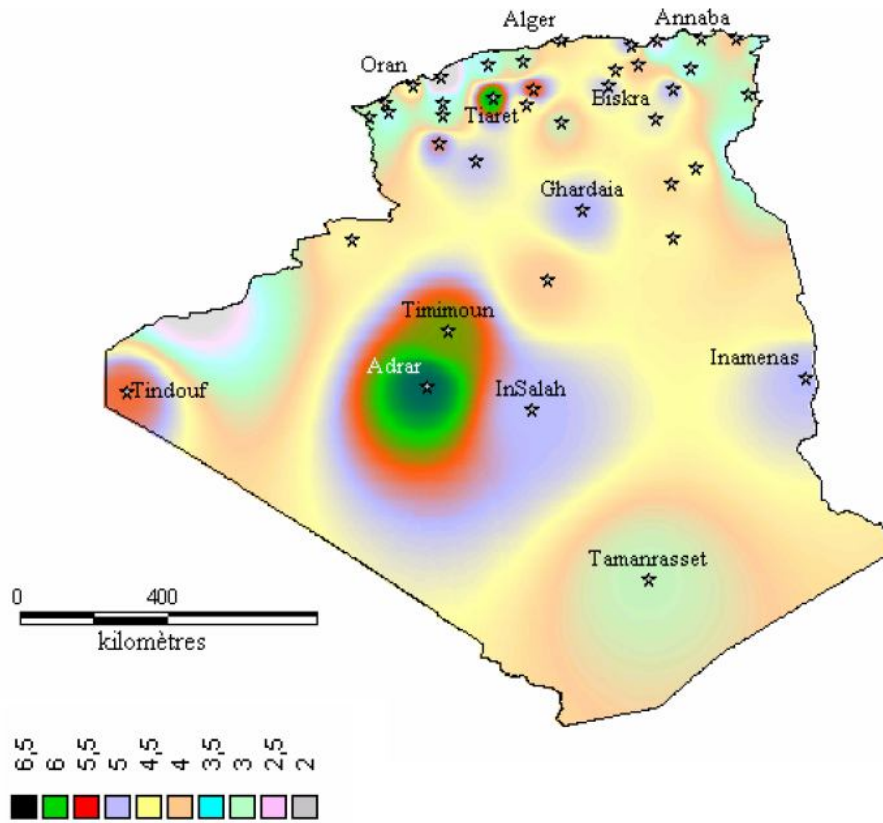 Alger
Annaba
Oran
Biskra
Tiaret
Ghardaia
Timimoun
Adrar
Inamenas
Tindouf
InSalah
Tamanrasset
0 400
kilomètres
6,5 6 5,5 5 4,5 4 3,5 3 2,5 2